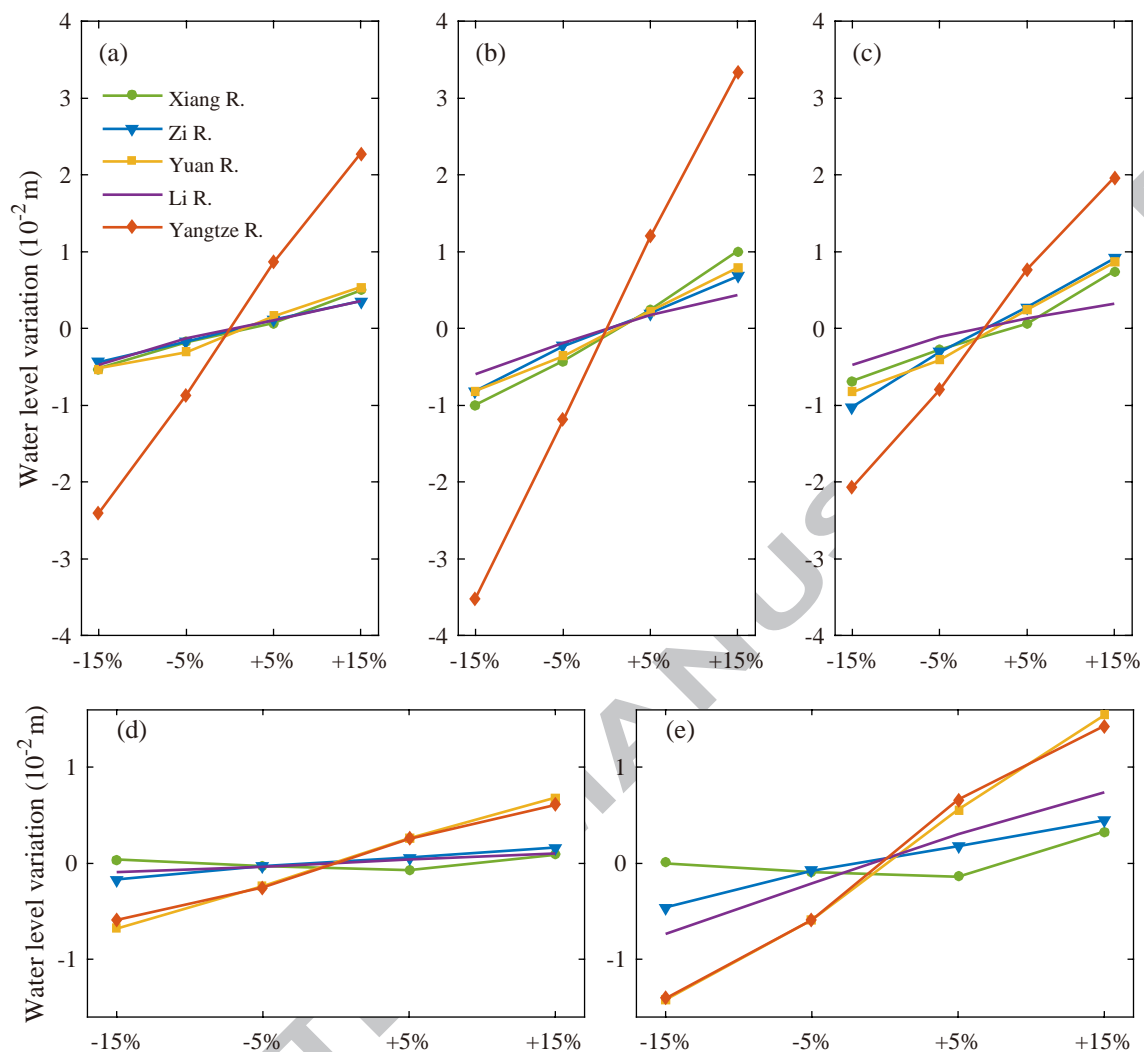 (a) (b) (c)
4 4 4
3 3 3
2 2 2
1 1 1
0 0 0
-1 -1 -1
-2 -2 -2
-3 -3 -3
-4 -4 -4
Xiang R.
Zi R.
Yuan R.
Li R.
Yangtze R.
Water level variation (10⁻² m)
-15% -5% +5% +15% -15% -5% +5% +15% -15% -5% +5% +15%
(d) (e)
1 1
0 0
-1 -1
Water level variation (10⁻² m)
-15% -5% +5% +15% -15% -5% +5% +15%